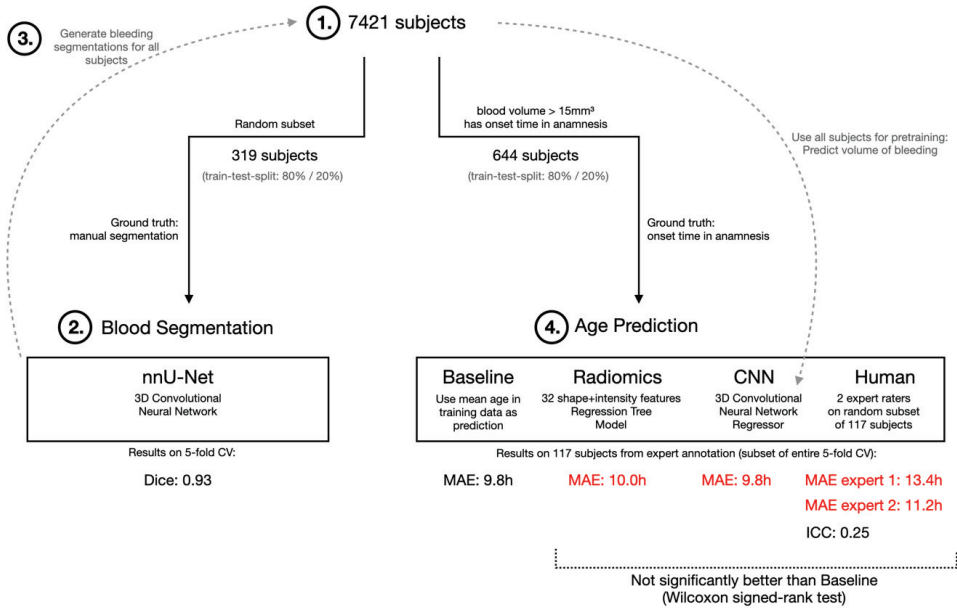 1. 7421 subjects
3. Generate bleeding
segmentations for all
subjects
Random subset
319 subjects
(train-test-split: 80% / 20%)
Ground truth:
manual segmentation
blood volume > 15mm³
has onset time in anamnesis
644 subjects
(train-test-split: 80% / 20%)
Ground truth:
onset time in anamnesis
Use all subjects for pretraining:
Predict volume of bleeding
2. Blood Segmentation
nnU-Net
3D Convolutional
Neural Network
Results on 5-fold CV:
Dice: 0.93
4. Age Prediction
Baseline
Use mean age in
training data as
prediction
Radiomics
32 shape+intensity features
Regression Tree
Model
CNN
3D Convolutional
Neural Network
Regressor
Human
2 expert raters
on random subset
of 117 subjects
Results on 117 subjects from expert annotation (subset of entire 5-fold CV):
MAE: 9.8h
MAE: 10.0h
MAE: 9.8h
MAE expert 1: 13.4h
MAE expert 2: 11.2h
ICC: 0.25
Not significantly better than Baseline
(Wilcoxon signed-rank test)